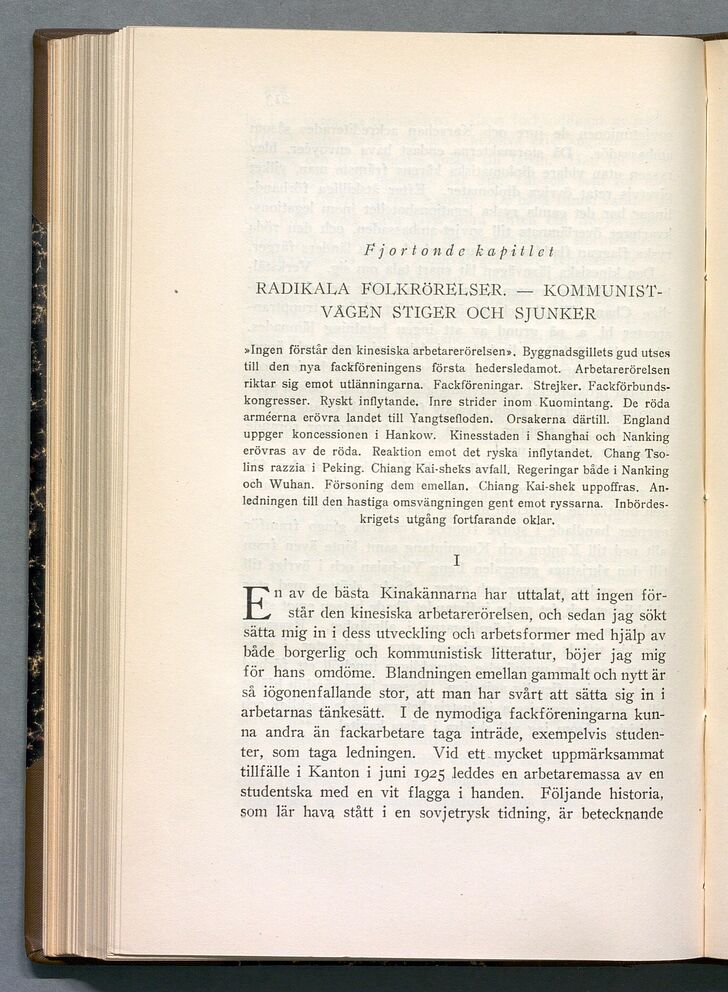 Fjortonde kapitlet
RADIKALA FOLKRÖRELSER. — KOMMUNIST-
VÅGEN STIGER OCH SJUNKER
»Ingen förstår den kinesiska arbetarerörelsen». Byggnadsgillets gud utses
till den nya fackföreningens första hedersledamot. Arbetarerörelsen
riktar sig emot utlänningarna. Fackföreningar. Strejker. Fackförbunds-
kongresser. Ryskt inflytande. Inre strider inom Kuomintang. De röda
arméerna erövra landet till Yangtsefloden. Orsakerna därtill. England
uppger koncessionen i Hankow. Kinesstaden i Shanghai och Nanking
erövras av de röda. Reaktion emot det ryska inflytandet. Chang Tso-
lins razzia i Peking. Chiang Kai-sheks avfall. Regeringar både i Nanking
och Wuhan. Försoning dem emellan. Chiang Kai-shek uppoffras. An-
ledningen till den hastiga omsvängningen gent emot ryssarna. Inbördes-
krigets utgång fortfarande oklar.
I
En av de bästa Kinakännarna har uttalat, att ingen för-
står den kinesiska arbetarerörelsen, och sedan jag sökt
sätta mig in i dess utveckling och arbetsformer med hjälp av
både borgerlig och kommunistisk litteratur, böjer jag mig
för hans omdöme. Blandningen emellan gammalt och nytt är
så iögonenfallande stor, att man har svårt att sätta sig in i
arbetarnas tänkesätt. I de nymodiga fackföreningarna kun-
na andra än fackarbetare taga inträde, exempelvis studen-
ter, som taga ledningen. Vid ett mycket uppmärksammat
tillfälle i Kanton i juni 1925 leddes en arbetaremassa av en
studentska med en vit flagga i handen. Följande historia,
som lär hava stått i en sovjetrysk tidning, är betecknande